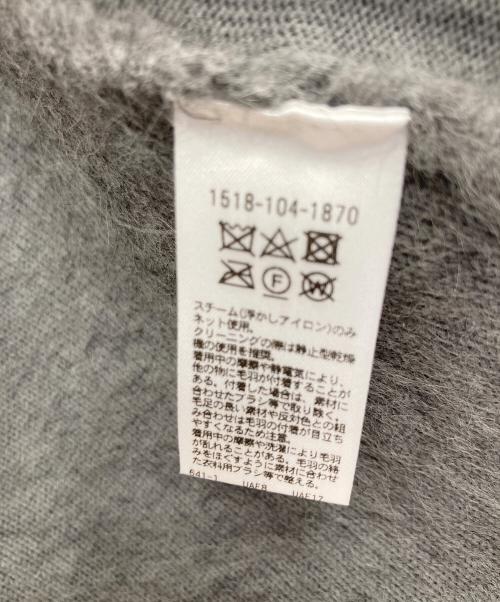 1518-104-1870
F W
スチーム(浮かしアイロン)のみ
ネット使用。
クリーニングの際は静止型乾燥
機の使用を推奨。
着用中の摩擦や静電気により、
他の物に毛羽が付着することが
ある。付着した場合は、素材に
合わせたブラシ等で取り除く。
毛足の長い素材や反対色との組
み合わせは毛羽の付着が目立ち
やすくなるため注意。
着用中の摩擦や洗濯により毛羽
が乱れることがある。毛羽の絡
みをほぐすように素材に合わせ
た衣料用ブラシ等で整える。
641-1 UAF8 UAE17